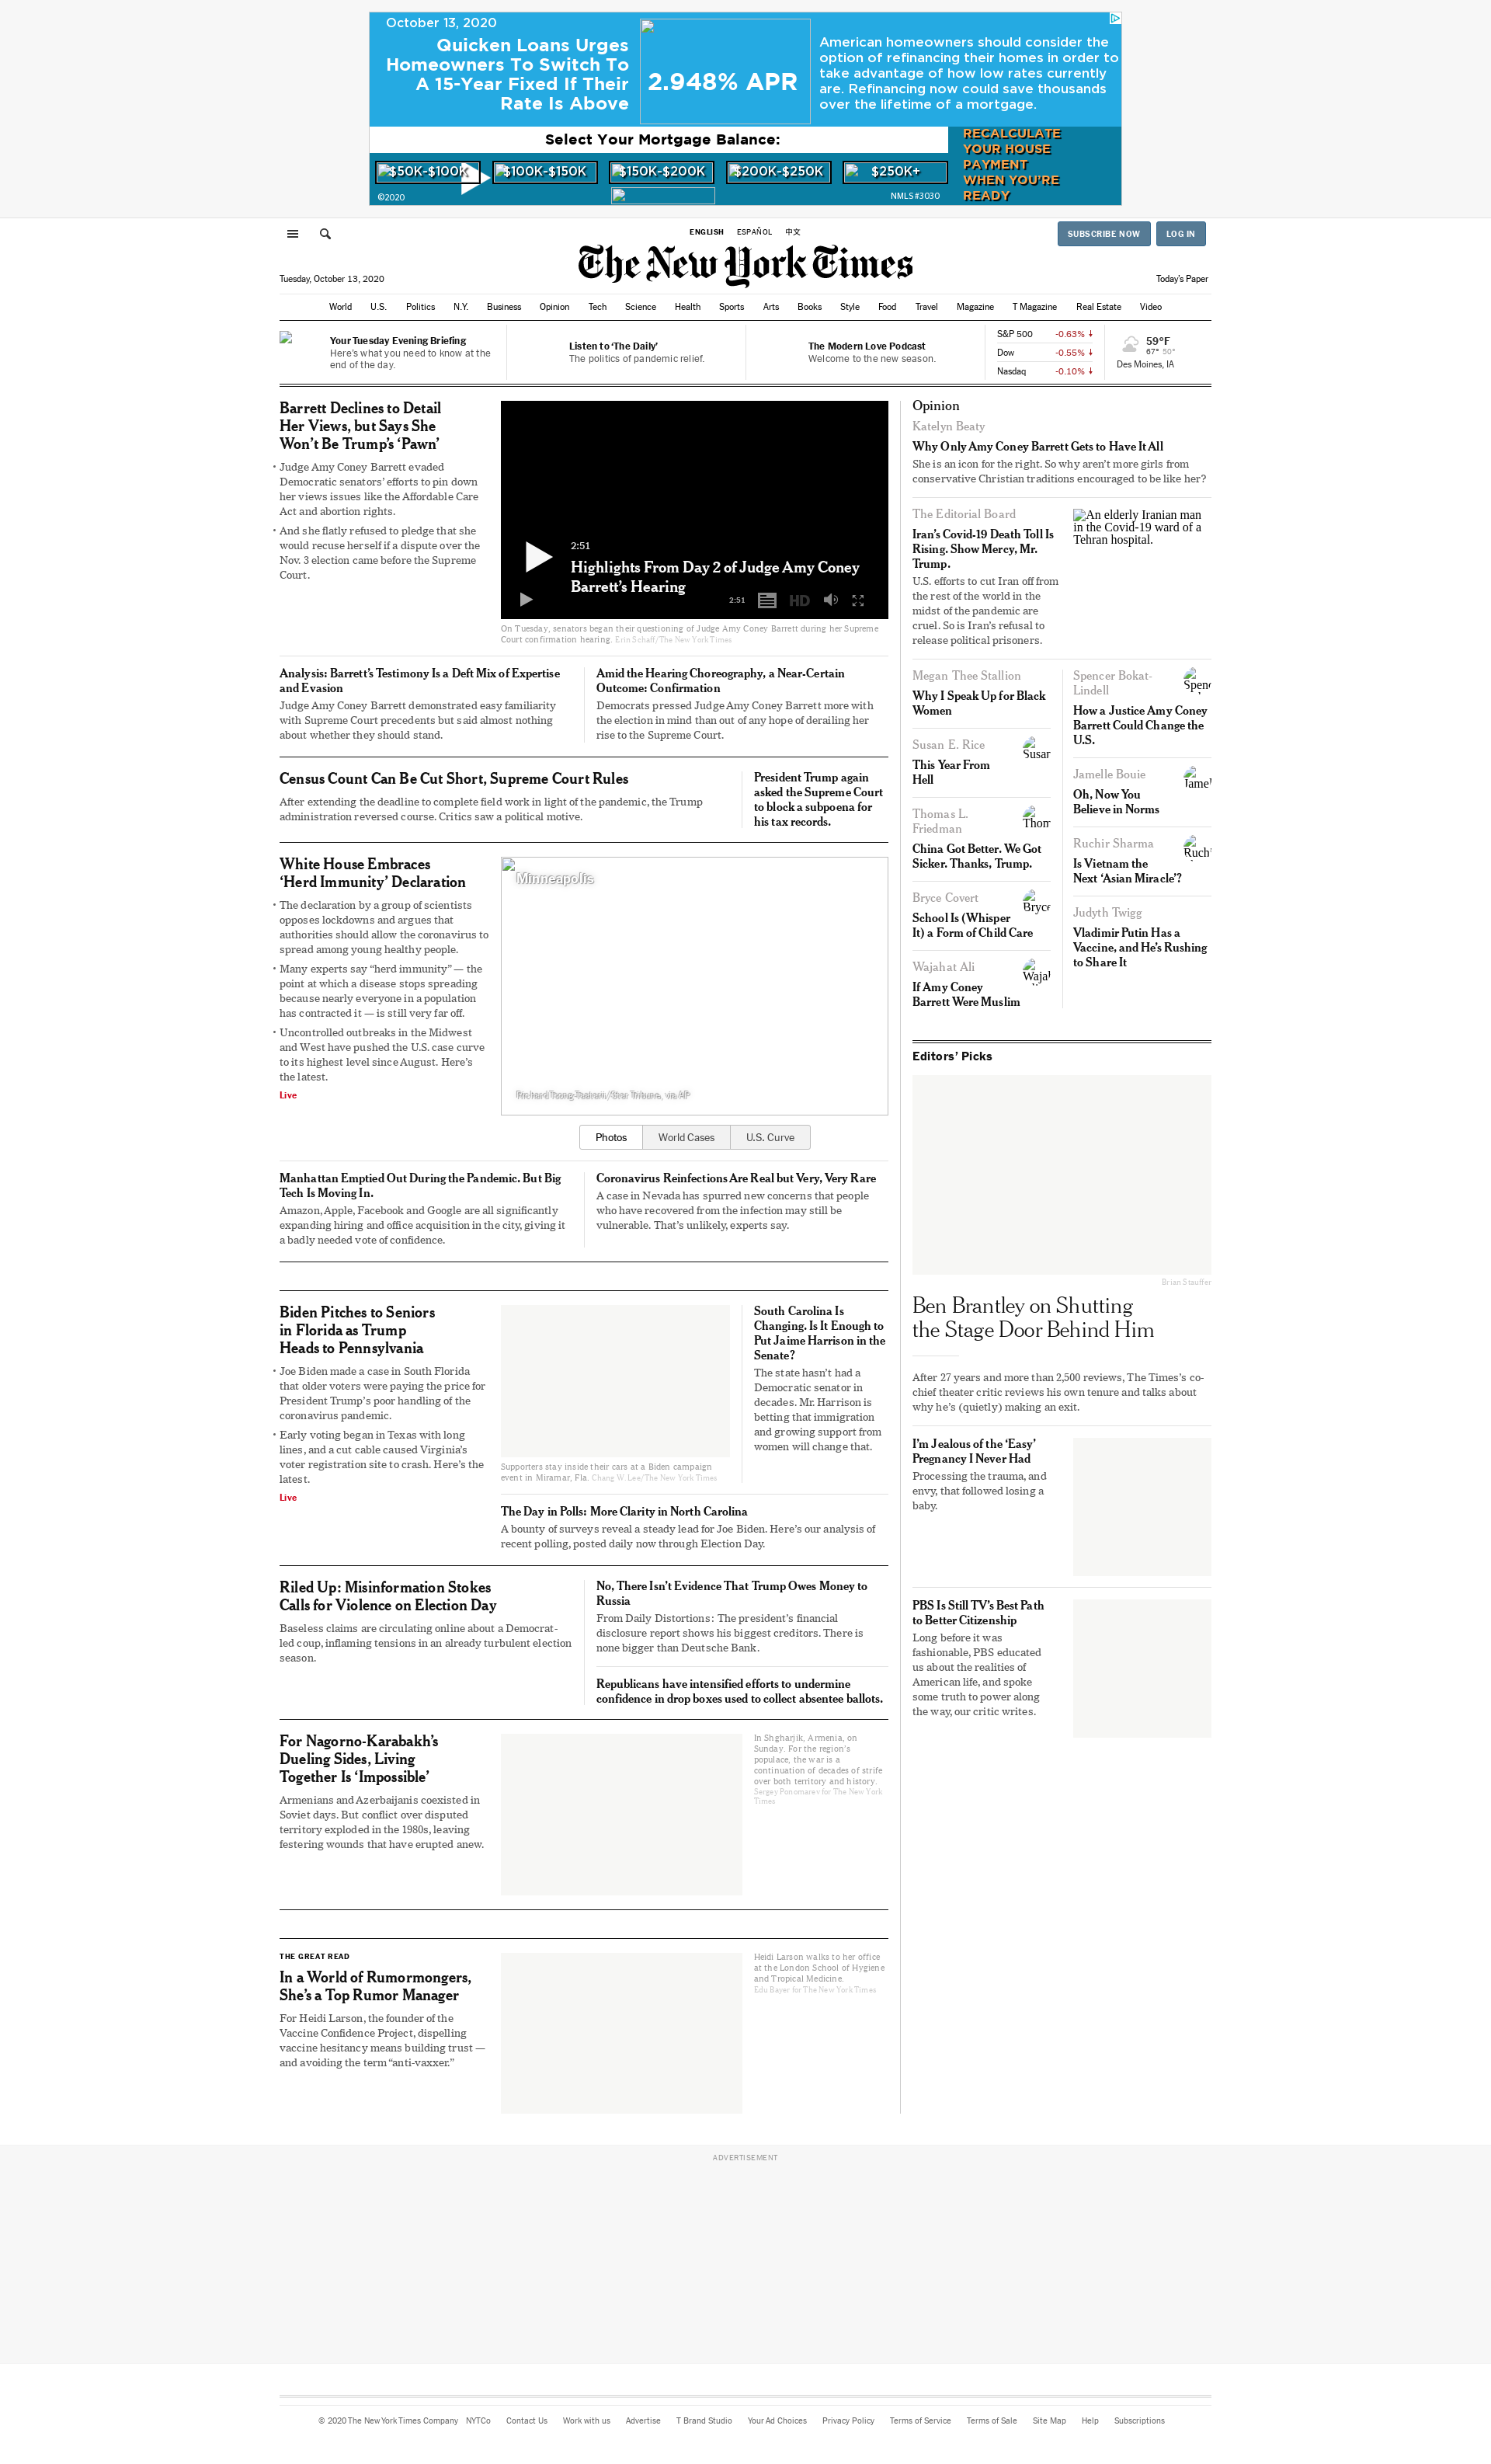 October 13, 2020
Quicken Loans Urges
Homeowners To Switch To
A 15-Year Fixed If Their
Rate Is Above
2.948% APR
American homeowners should consider the
option of refinancing their homes in order to
take advantage of how low rates currently
are. Refinancing now could save thousands
over the lifetime of a mortgage.
Select Your Mortgage Balance:
$50K-$100K
$100K-$150K
$150K-$200K
$200K-$250K
$250K+
©2020
NMLS#3030
RECALCULATE
YOUR HOUSE
PAYMENT
WHEN YOU'RE
READY
ENGLISH ESPAÑOL 中文
SUBSCRIBE NOW
LOG IN
The New York Times
Tuesday, October 13, 2020
Today's Paper
World U.S. Politics N.Y. Business Opinion Tech Science Health Sports Arts Books Style Food Travel Magazine T Magazine Real Estate Video
Your Tuesday Evening Briefing
Here's what you need to know at the
end of the day.
Listen to 'The Daily'
The politics of pandemic relief.
The Modern Love Podcast
Welcome to the new season.
S&P 500 -0.63% ↓
Dow -0.55% ↓
Nasdaq -0.10% ↓
59°F
67° 50°
Des Moines, IA
Barrett Declines to Detail
Her Views, but Says She
Won't Be Trump's 'Pawn'
• Judge Amy Coney Barrett evaded
Democratic senators' efforts to pin down
her views issues like the Affordable Care
Act and abortion rights.
• And she flatly refused to pledge that she
would recuse herself if a dispute over the
Nov. 3 election came before the Supreme
Court.
2:51
Highlights From Day 2 of Judge Amy Coney
Barrett's Hearing
2:51
HD
On Tuesday, senators began their questioning of Judge Amy Coney Barrett during her Supreme
Court confirmation hearing. Erin Schaff/The New York Times
Analysis: Barrett's Testimony Is a Deft Mix of Expertise
and Evasion
Judge Amy Coney Barrett demonstrated easy familiarity
with Supreme Court precedents but said almost nothing
about whether they should stand.
Amid the Hearing Choreography, a Near-Certain
Outcome: Confirmation
Democrats pressed Judge Amy Coney Barrett more with
the election in mind than out of any hope of derailing her
rise to the Supreme Court.
Census Count Can Be Cut Short, Supreme Court Rules
After extending the deadline to complete field work in light of the pandemic, the Trump
administration reversed course. Critics saw a political motive.
President Trump again
asked the Supreme Court
to block a subpoena for
his tax records.
White House Embraces
'Herd Immunity' Declaration
• The declaration by a group of scientists
opposes lockdowns and argues that
authorities should allow the coronavirus to
spread among young healthy people.
• Many experts say "herd immunity" — the
point at which a disease stops spreading
because nearly everyone in a population
has contracted it — is still very far off.
• Uncontrolled outbreaks in the Midwest
and West have pushed the U.S. case curve
to its highest level since August. Here's
the latest.
Live
Minneapolis
Richard Tsong-Taatarii/Star Tribune, via AP
Photos World Cases U.S. Curve
Manhattan Emptied Out During the Pandemic. But Big
Tech Is Moving In.
Amazon, Apple, Facebook and Google are all significantly
expanding hiring and office acquisition in the city, giving it
a badly needed vote of confidence.
Coronavirus Reinfections Are Real but Very, Very Rare
A case in Nevada has spurred new concerns that people
who have recovered from the infection may still be
vulnerable. That's unlikely, experts say.
Biden Pitches to Seniors
in Florida as Trump
Heads to Pennsylvania
• Joe Biden made a case in South Florida
that older voters were paying the price for
President Trump's poor handling of the
coronavirus pandemic.
• Early voting began in Texas with long
lines, and a cut cable caused Virginia's
voter registration site to crash. Here's the
latest.
Live
Supporters stay inside their cars at a Biden campaign
event in Miramar, Fla. Chang W. Lee/The New York Times
South Carolina Is
Changing. Is It Enough to
Put Jaime Harrison in the
Senate?
The state hasn't had a
Democratic senator in
decades. Mr. Harrison is
betting that immigration
and growing support from
women will change that.
The Day in Polls: More Clarity in North Carolina
A bounty of surveys reveal a steady lead for Joe Biden. Here's our analysis of
recent polling, posted daily now through Election Day.
Riled Up: Misinformation Stokes
Calls for Violence on Election Day
Baseless claims are circulating online about a Democrat-
led coup, inflaming tensions in an already turbulent election
season.
No, There Isn't Evidence That Trump Owes Money to
Russia
From Daily Distortions: The president's financial
disclosure report shows his biggest creditors. There is
none bigger than Deutsche Bank.
Republicans have intensified efforts to undermine
confidence in drop boxes used to collect absentee ballots.
For Nagorno-Karabakh's
Dueling Sides, Living
Together Is 'Impossible'
Armenians and Azerbaijanis coexisted in
Soviet days. But conflict over disputed
territory exploded in the 1980s, leaving
festering wounds that have erupted anew.
In Shgharjik, Armenia, on
Sunday. For the region's
populace, the war is a
continuation of decades of strife
over both territory and history.
Sergey Ponomarev for The New York
Times
THE GREAT READ
In a World of Rumormongers,
She's a Top Rumor Manager
For Heidi Larson, the founder of the
Vaccine Confidence Project, dispelling
vaccine hesitancy means building trust —
and avoiding the term "anti-vaxxer."
Heidi Larson walks to her office
at the London School of Hygiene
and Tropical Medicine.
Edu Bayer for The New York Times
Opinion
Katelyn Beaty
Why Only Amy Coney Barrett Gets to Have It All
She is an icon for the right. So why aren't more girls from
conservative Christian traditions encouraged to be like her?
The Editorial Board
Iran's Covid-19 Death Toll Is
Rising. Show Mercy, Mr.
Trump.
U.S. efforts to cut Iran off from
the rest of the world in the
midst of the pandemic are
cruel. So is Iran's refusal to
release political prisoners.
An elderly Iranian man
in the Covid-19 ward of a
Tehran hospital.
Megan Thee Stallion
Why I Speak Up for Black
Women
Susan E. Rice
This Year From
Hell
Susan
Thomas L.
Friedman
China Got Better. We Got
Sicker. Thanks, Trump.
Thom
Bryce Covert
School Is (Whisper
It) a Form of Child Care
Bryce
Wajahat Ali
If Amy Coney
Barrett Were Muslim
Wajah
Spencer Bokat-
Lindell
How a Justice Amy Coney
Barrett Could Change the
U.S.
Spenc
Jamelle Bouie
Oh, Now You
Believe in Norms
Jamel
Ruchir Sharma
Is Vietnam the
Next 'Asian Miracle'?
Ruchi
Judyth Twigg
Vladimir Putin Has a
Vaccine, and He's Rushing
to Share It
Editors' Picks
Brian Stauffer
Ben Brantley on Shutting
the Stage Door Behind Him
After 27 years and more than 2,500 reviews, The Times's co-
chief theater critic reviews his own tenure and talks about
why he's (quietly) making an exit.
I'm Jealous of the 'Easy'
Pregnancy I Never Had
Processing the trauma, and
envy, that followed losing a
baby.
PBS Is Still TV's Best Path
to Better Citizenship
Long before it was
fashionable, PBS educated
us about the realities of
American life, and spoke
some truth to power along
the way, our critic writes.
ADVERTISEMENT
© 2020 The New York Times Company NYTCo Contact Us Work with us Advertise T Brand Studio Your Ad Choices Privacy Policy Terms of Service Terms of Sale Site Map Help Subscriptions